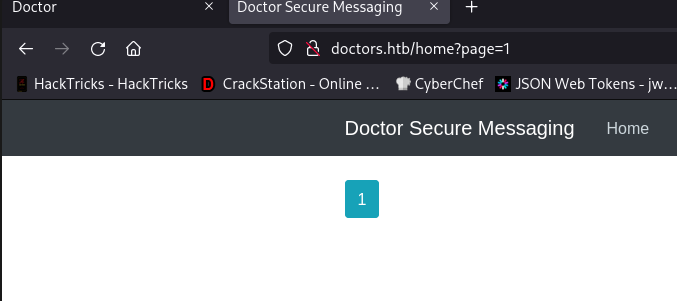 Doctor × Doctor Secure Messaging × +
doctors.htb/home?page=1
HackTricks - HackTricks CrackStation - Online ... CyberChef JSON Web Tokens - jw...
Doctor Secure Messaging Home
1